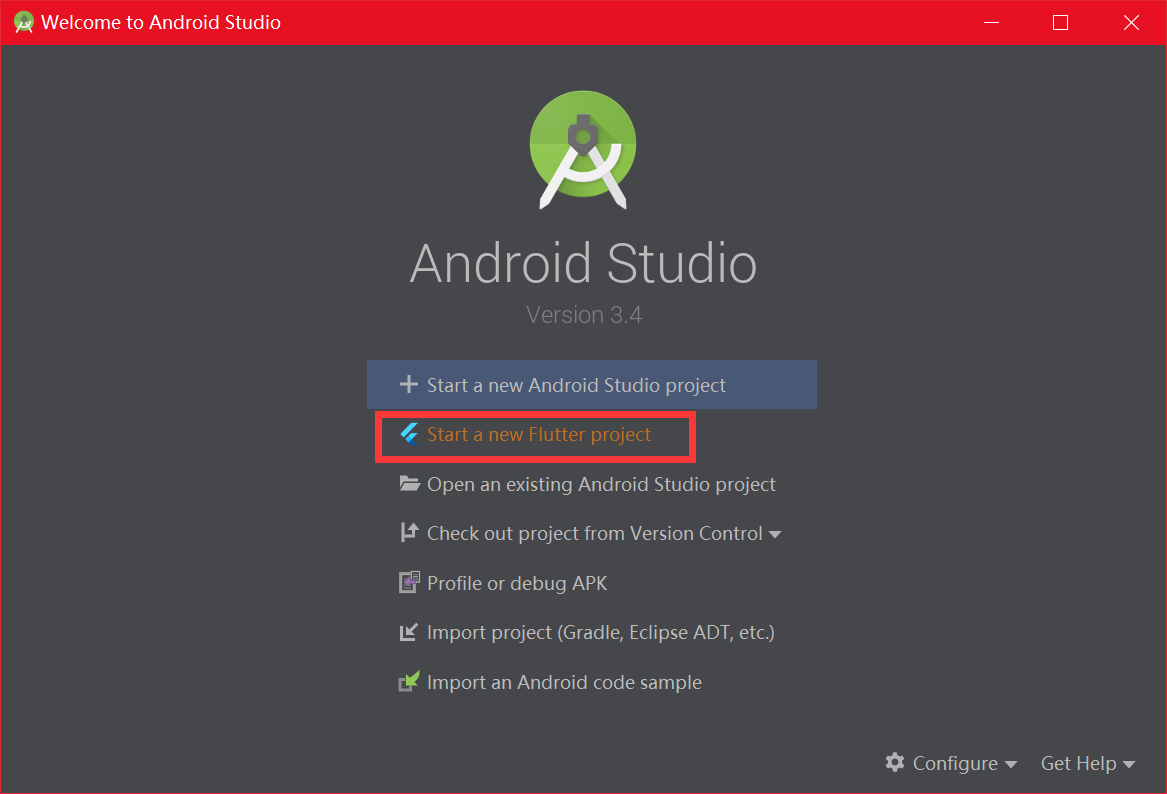 Welcome to Android Studio
Android Studio
Version 3.4
Start a new Android Studio project
Start a new Flutter project
Open an existing Android Studio project
Check out project from Version Control
Profile or debug APK
Import project (Gradle, Eclipse ADT, etc.)
Import an Android code sample
Configure Get Help